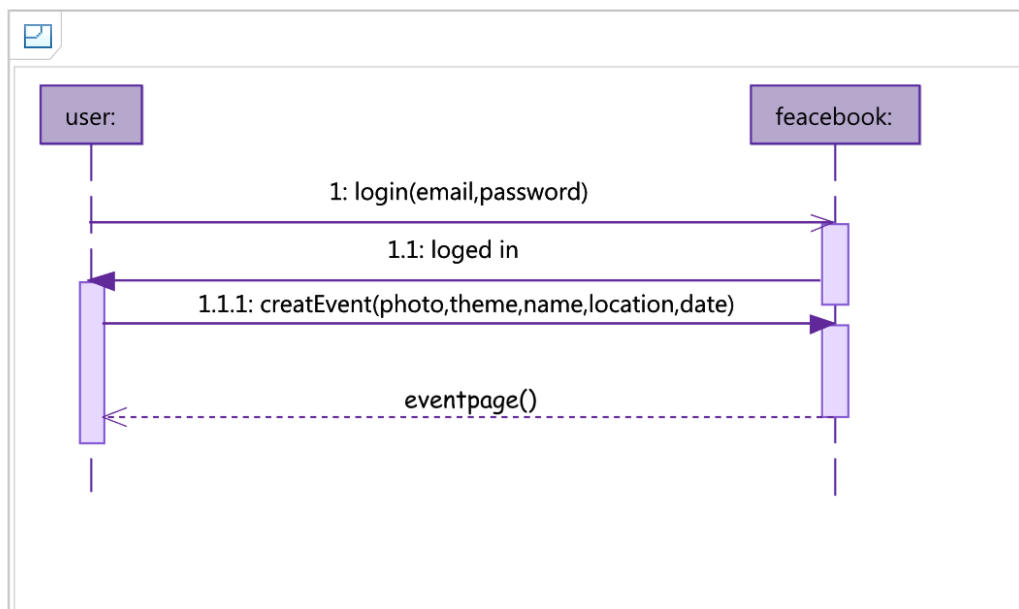 user:
feacebook:
1: login(email,password)
1.1: loged in
1.1.1: creatEvent(photo,theme,name,location,date)
eventpage()